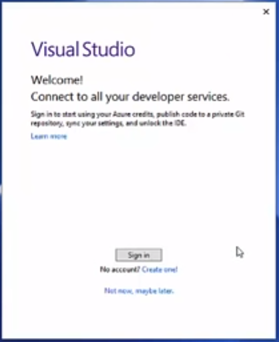 Visual Studio
Welcome!
Connect to all your developer services.
Sign in to start using your Azure credits, publish code to a private Git
repository, sync your settings, and unlock the IDE.
Learn more
Sign in
No account? Create one!
Not now, maybe later.